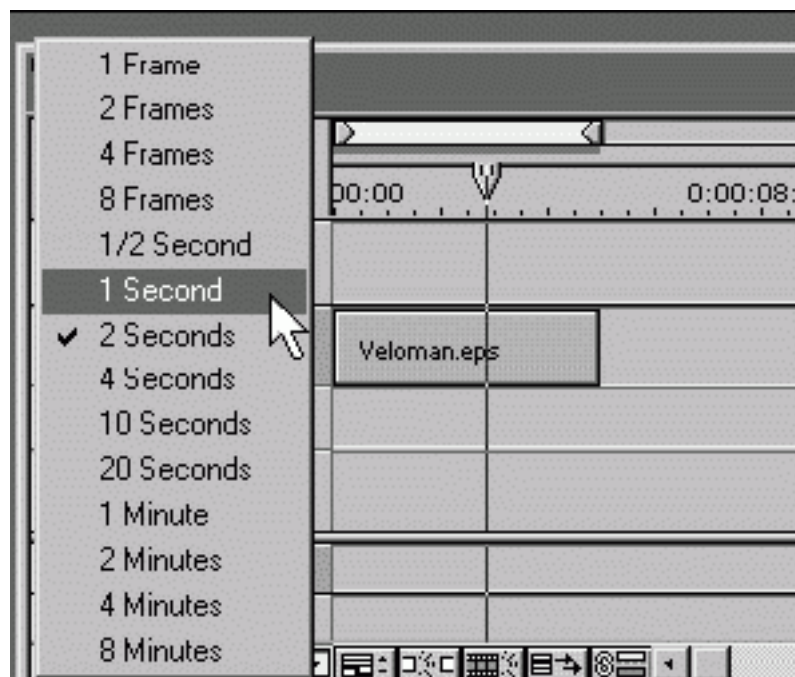 1 Frame
2 Frames
4 Frames
8 Frames
1/2 Second
1 Second
2 Seconds
4 Seconds
10 Seconds
20 Seconds
1 Minute
2 Minutes
4 Minutes
8 Minutes
00:00 0:00:08:
Veloman.eps